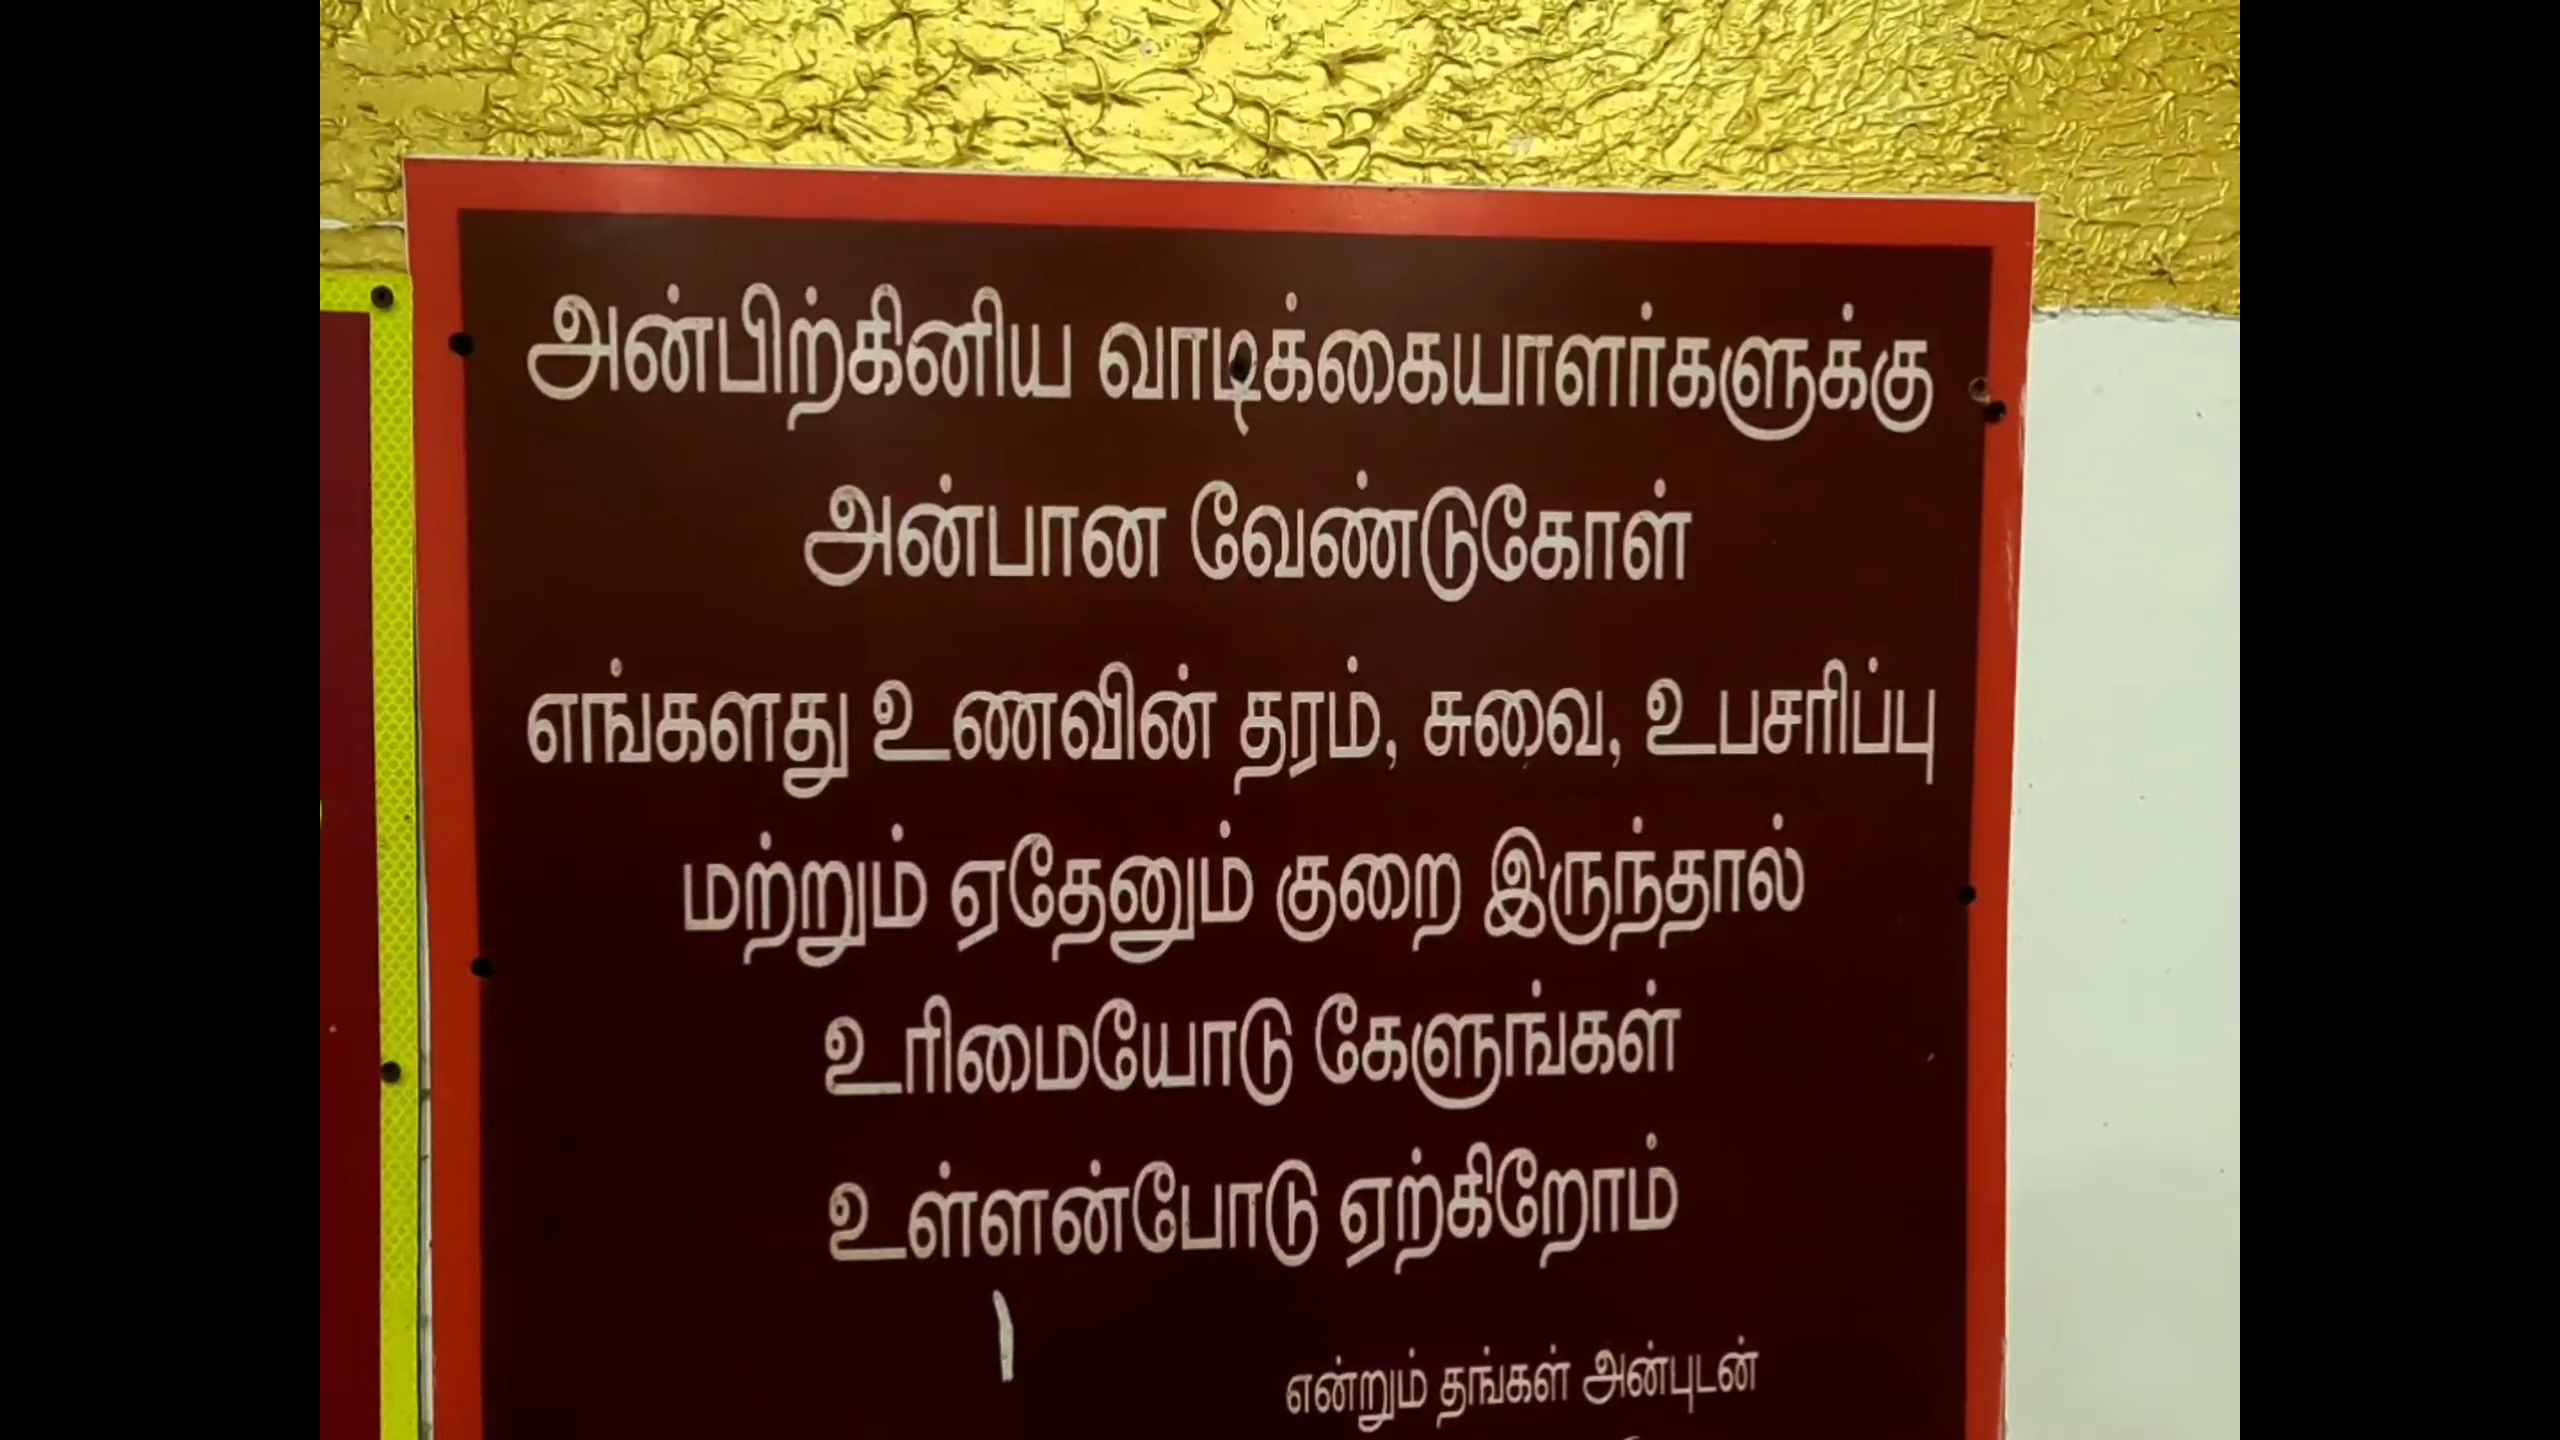 அன்பிற்கினிய வாடிக்கையாளர்களுக்கு
அன்பான வேண்டுகோள்
எங்களது உணவின் தரம், சுவை, உபசரிப்பு
மற்றும் ஏதேனும் குறை இருந்தால்
உரிமையோடு கேளுங்கள்
உள்ளன்போடு ஏற்கிறோம்
என்றும் தங்கள் அன்புடன்